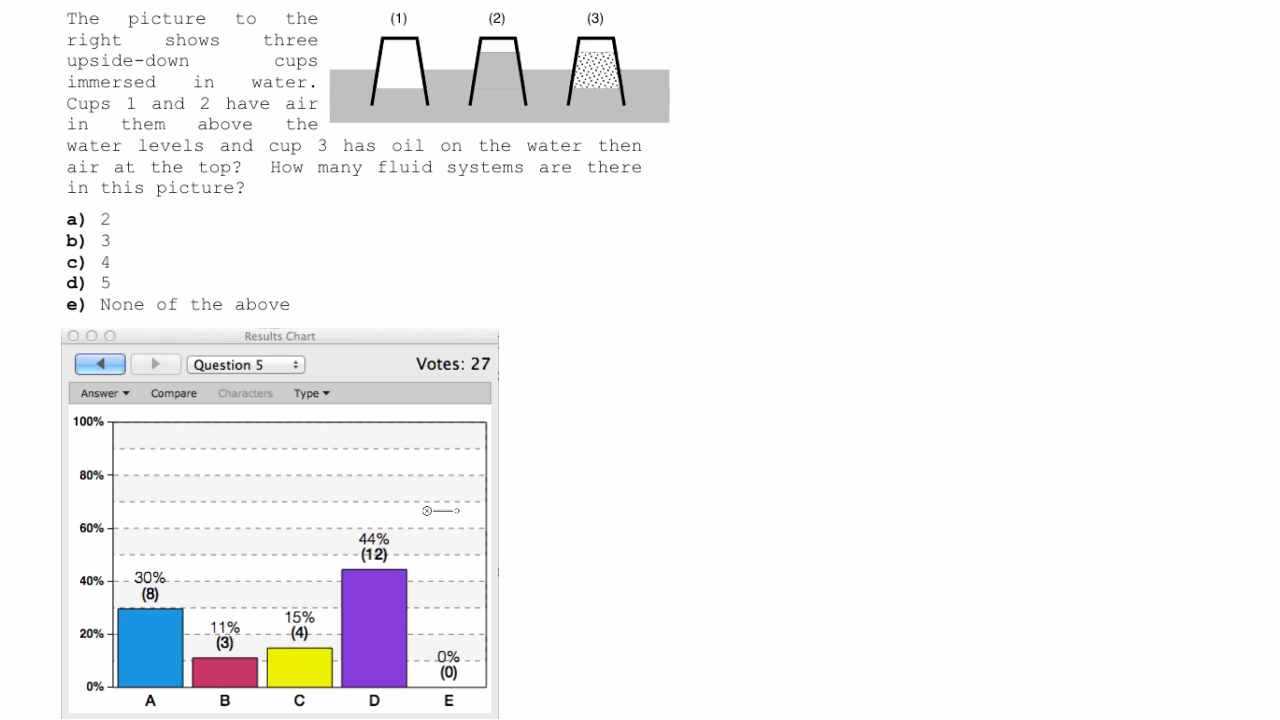 The picture to the
right shows three
upside-down cups
immersed in water.
Cups 1 and 2 have air
in them above the
water levels and cup 3 has oil on the water then
air at the top? How many fluid systems are there
in this picture?
(1) (2) (3)
a) 2
b) 3
c) 4
d) 5
e) None of the above
Results Chart
Question 5 Votes: 27
Answer Compare Characters Type
100%
80%
60%
40%
20%
0%
30%
(8)
11%
(3)
15%
(4)
44%
(12)
0%
(0)
A B C D E